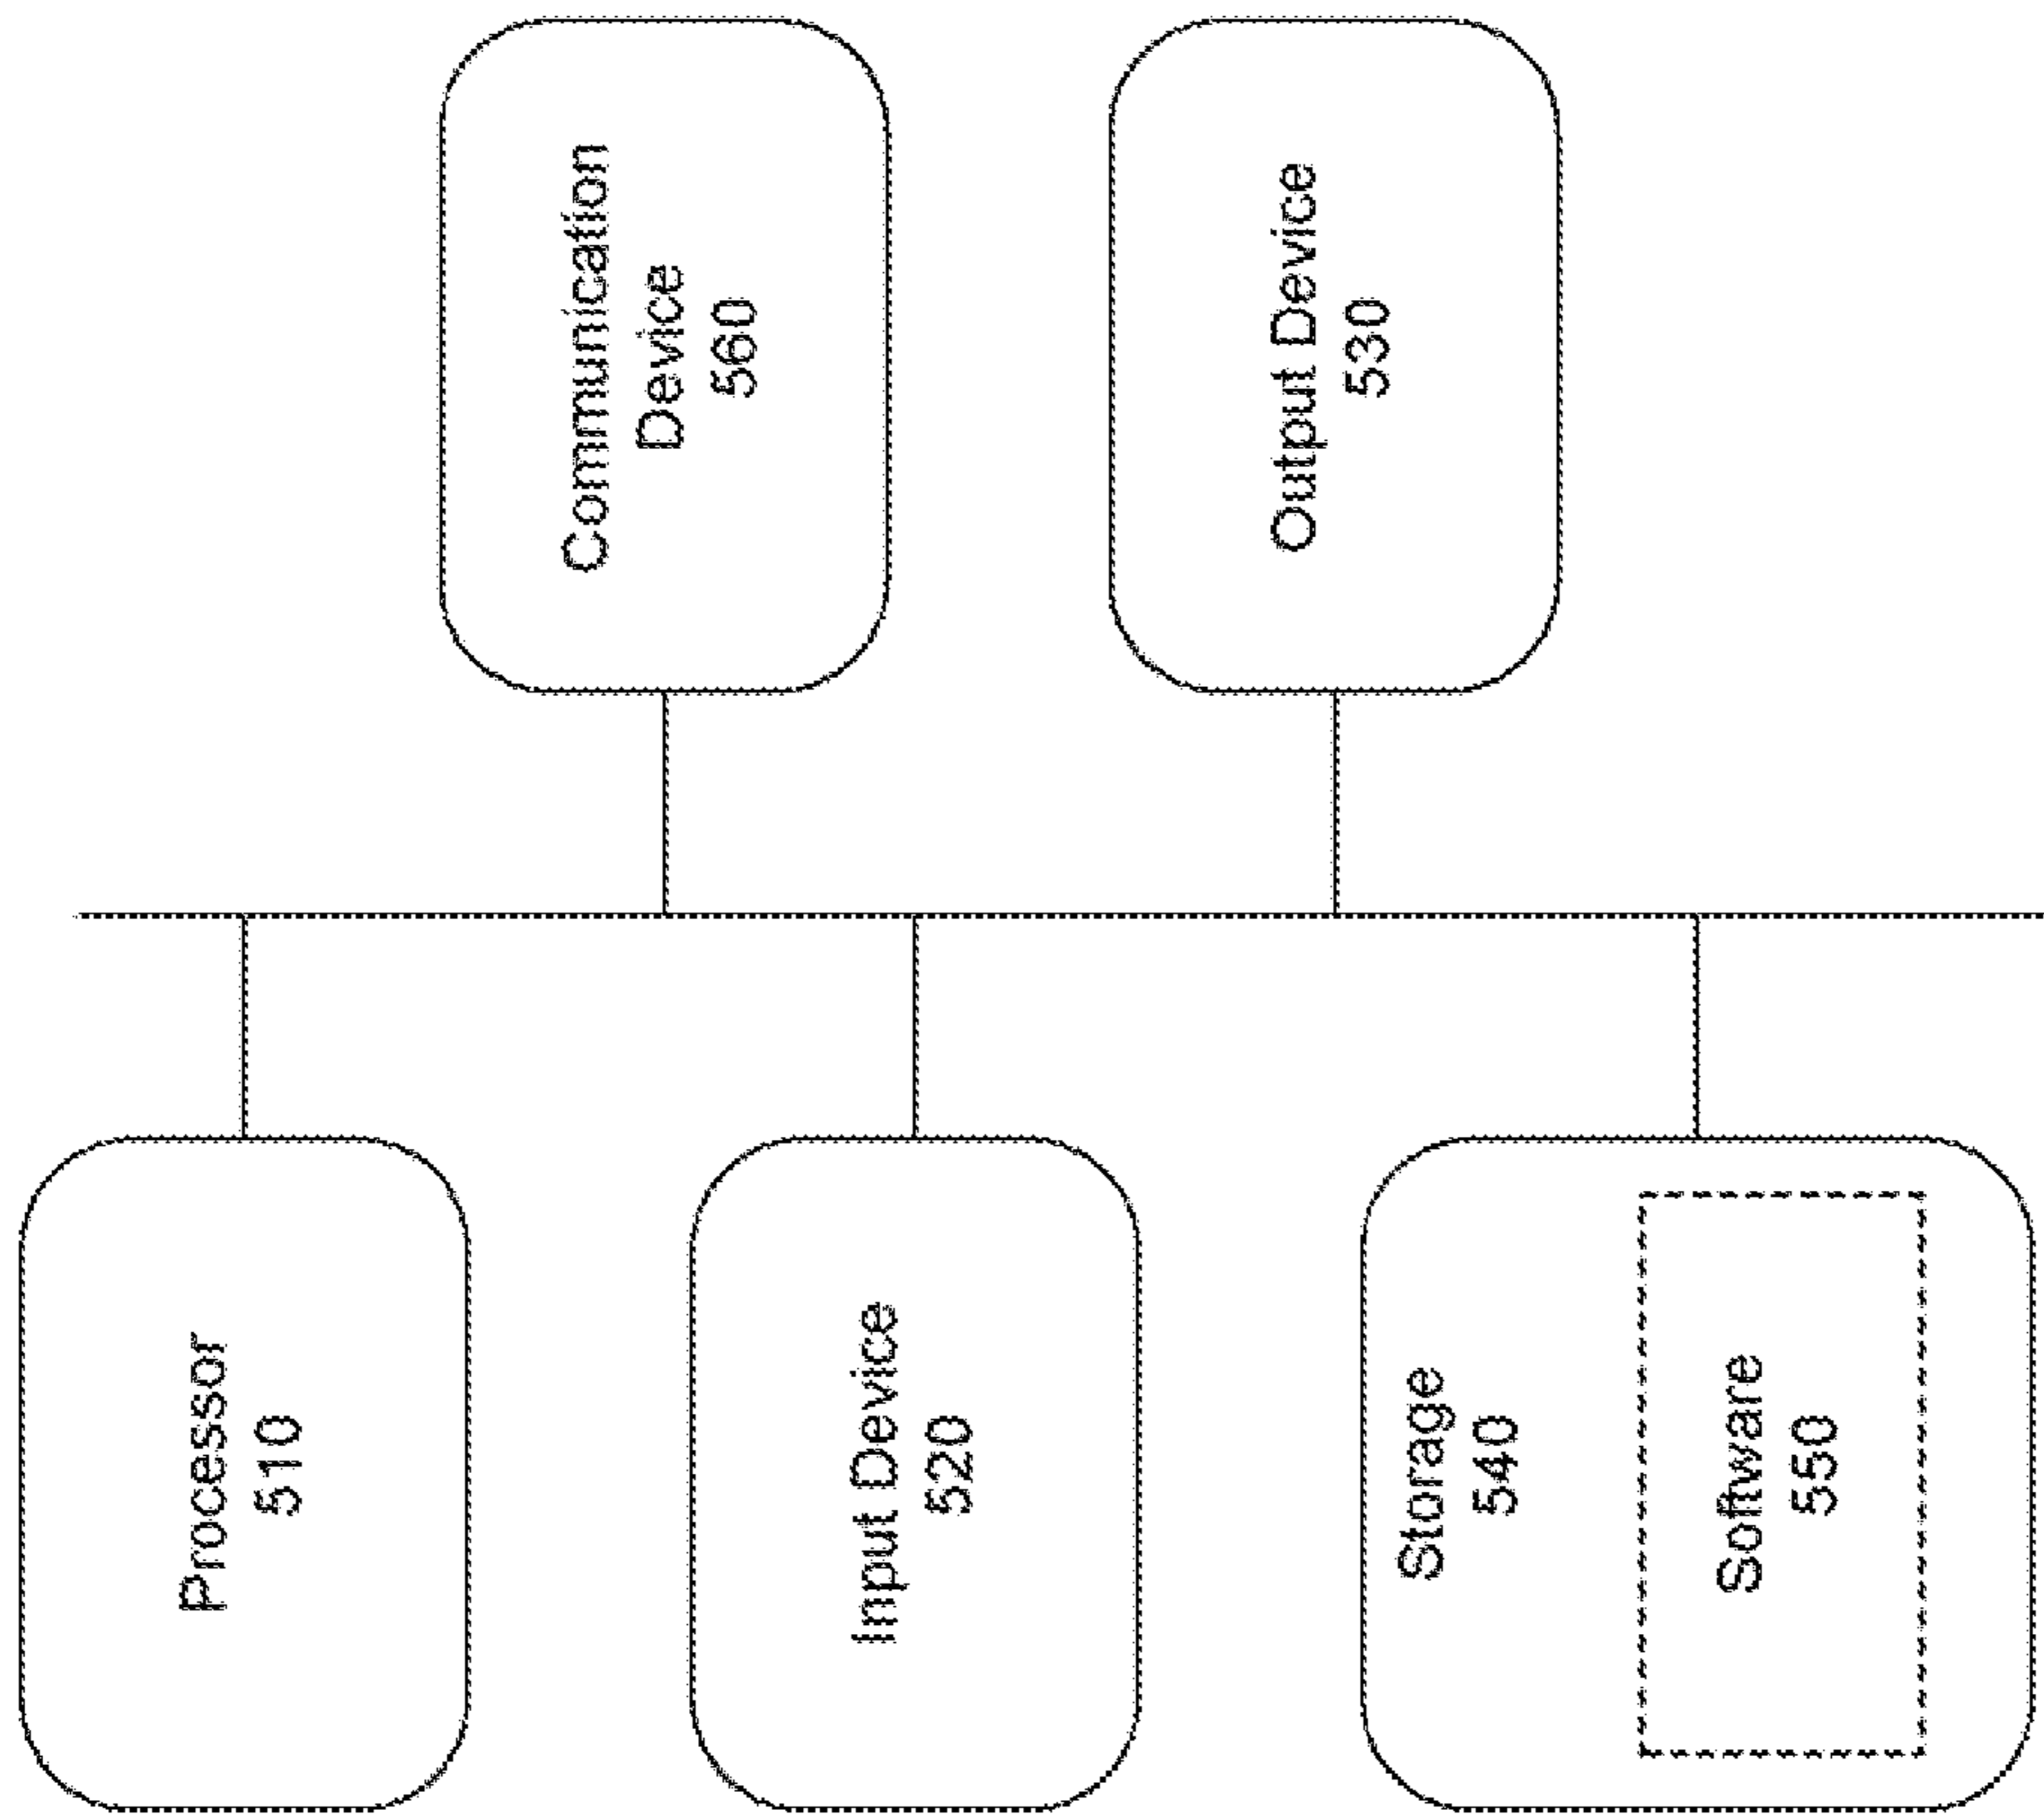 Processor
510
Communication
Device
560
Input Device
520
Output Device
530
Storage
540
Software
550